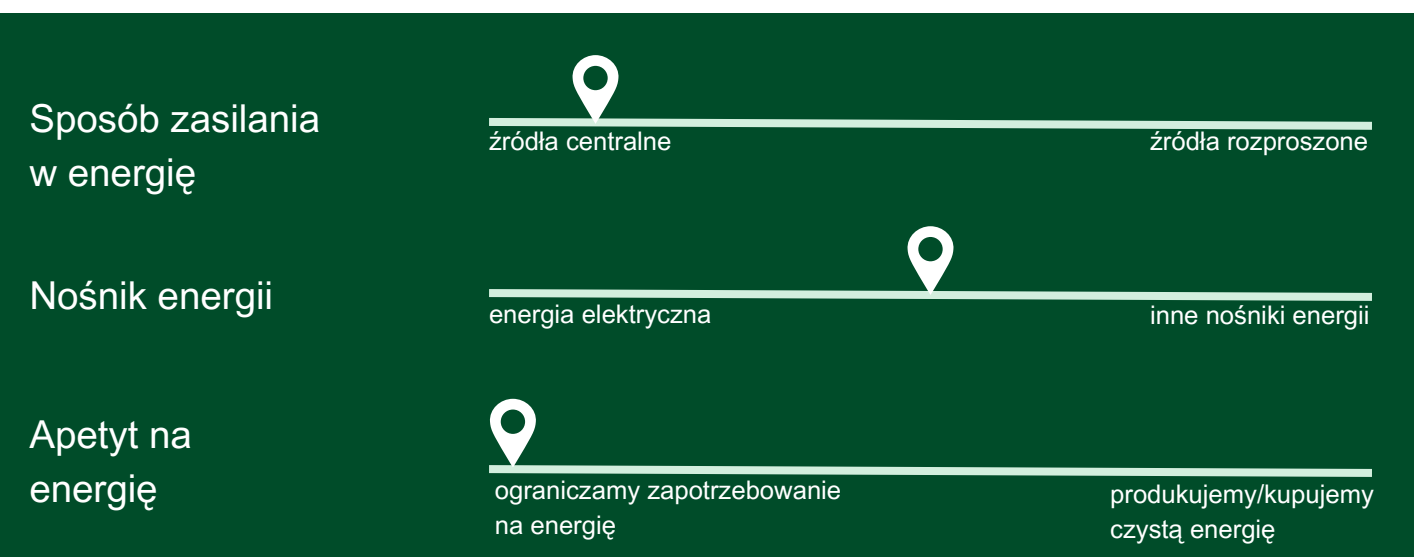 Sposób zasilania
w energię
źródła centralne
źródła rozproszone
Nośnik energii
energia elektryczna
inne nośniki energii
Apetyt na
energię
ograniczamy zapotrzebowanie
na energię
produkujemy/kupujemy
czystą energię